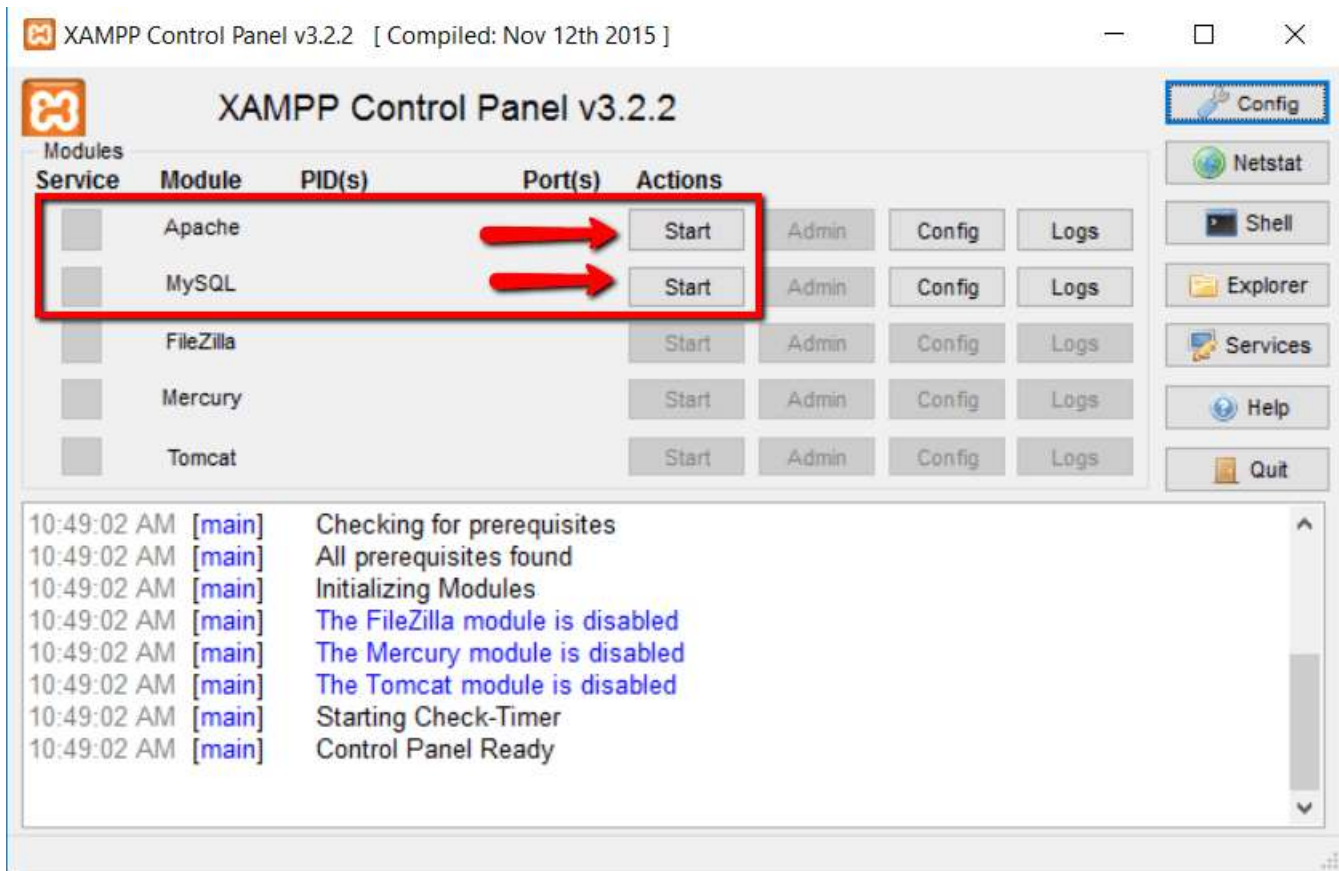 XAMPP Control Panel v3.2.2 [ Compiled: Nov 12th 2015 ]
XAMPP Control Panel v3.2.2
Config
Modules
Service Module PID(s) Port(s) Actions
Netstat
Apache Start Admin Config Logs
Shell
MySQL Start Admin Config Logs
Explorer
FileZilla Start Admin Config Logs
Services
Mercury Start Admin Config Logs
Help
Tomcat Start Admin Config Logs
Quit
10:49:02 AM [main] Checking for prerequisites
10:49:02 AM [main] All prerequisites found
10:49:02 AM [main] Initializing Modules
10:49:02 AM [main] The FileZilla module is disabled
10:49:02 AM [main] The Mercury module is disabled
10:49:02 AM [main] The Tomcat module is disabled
10:49:02 AM [main] Starting Check-Timer
10:49:02 AM [main] Control Panel Ready